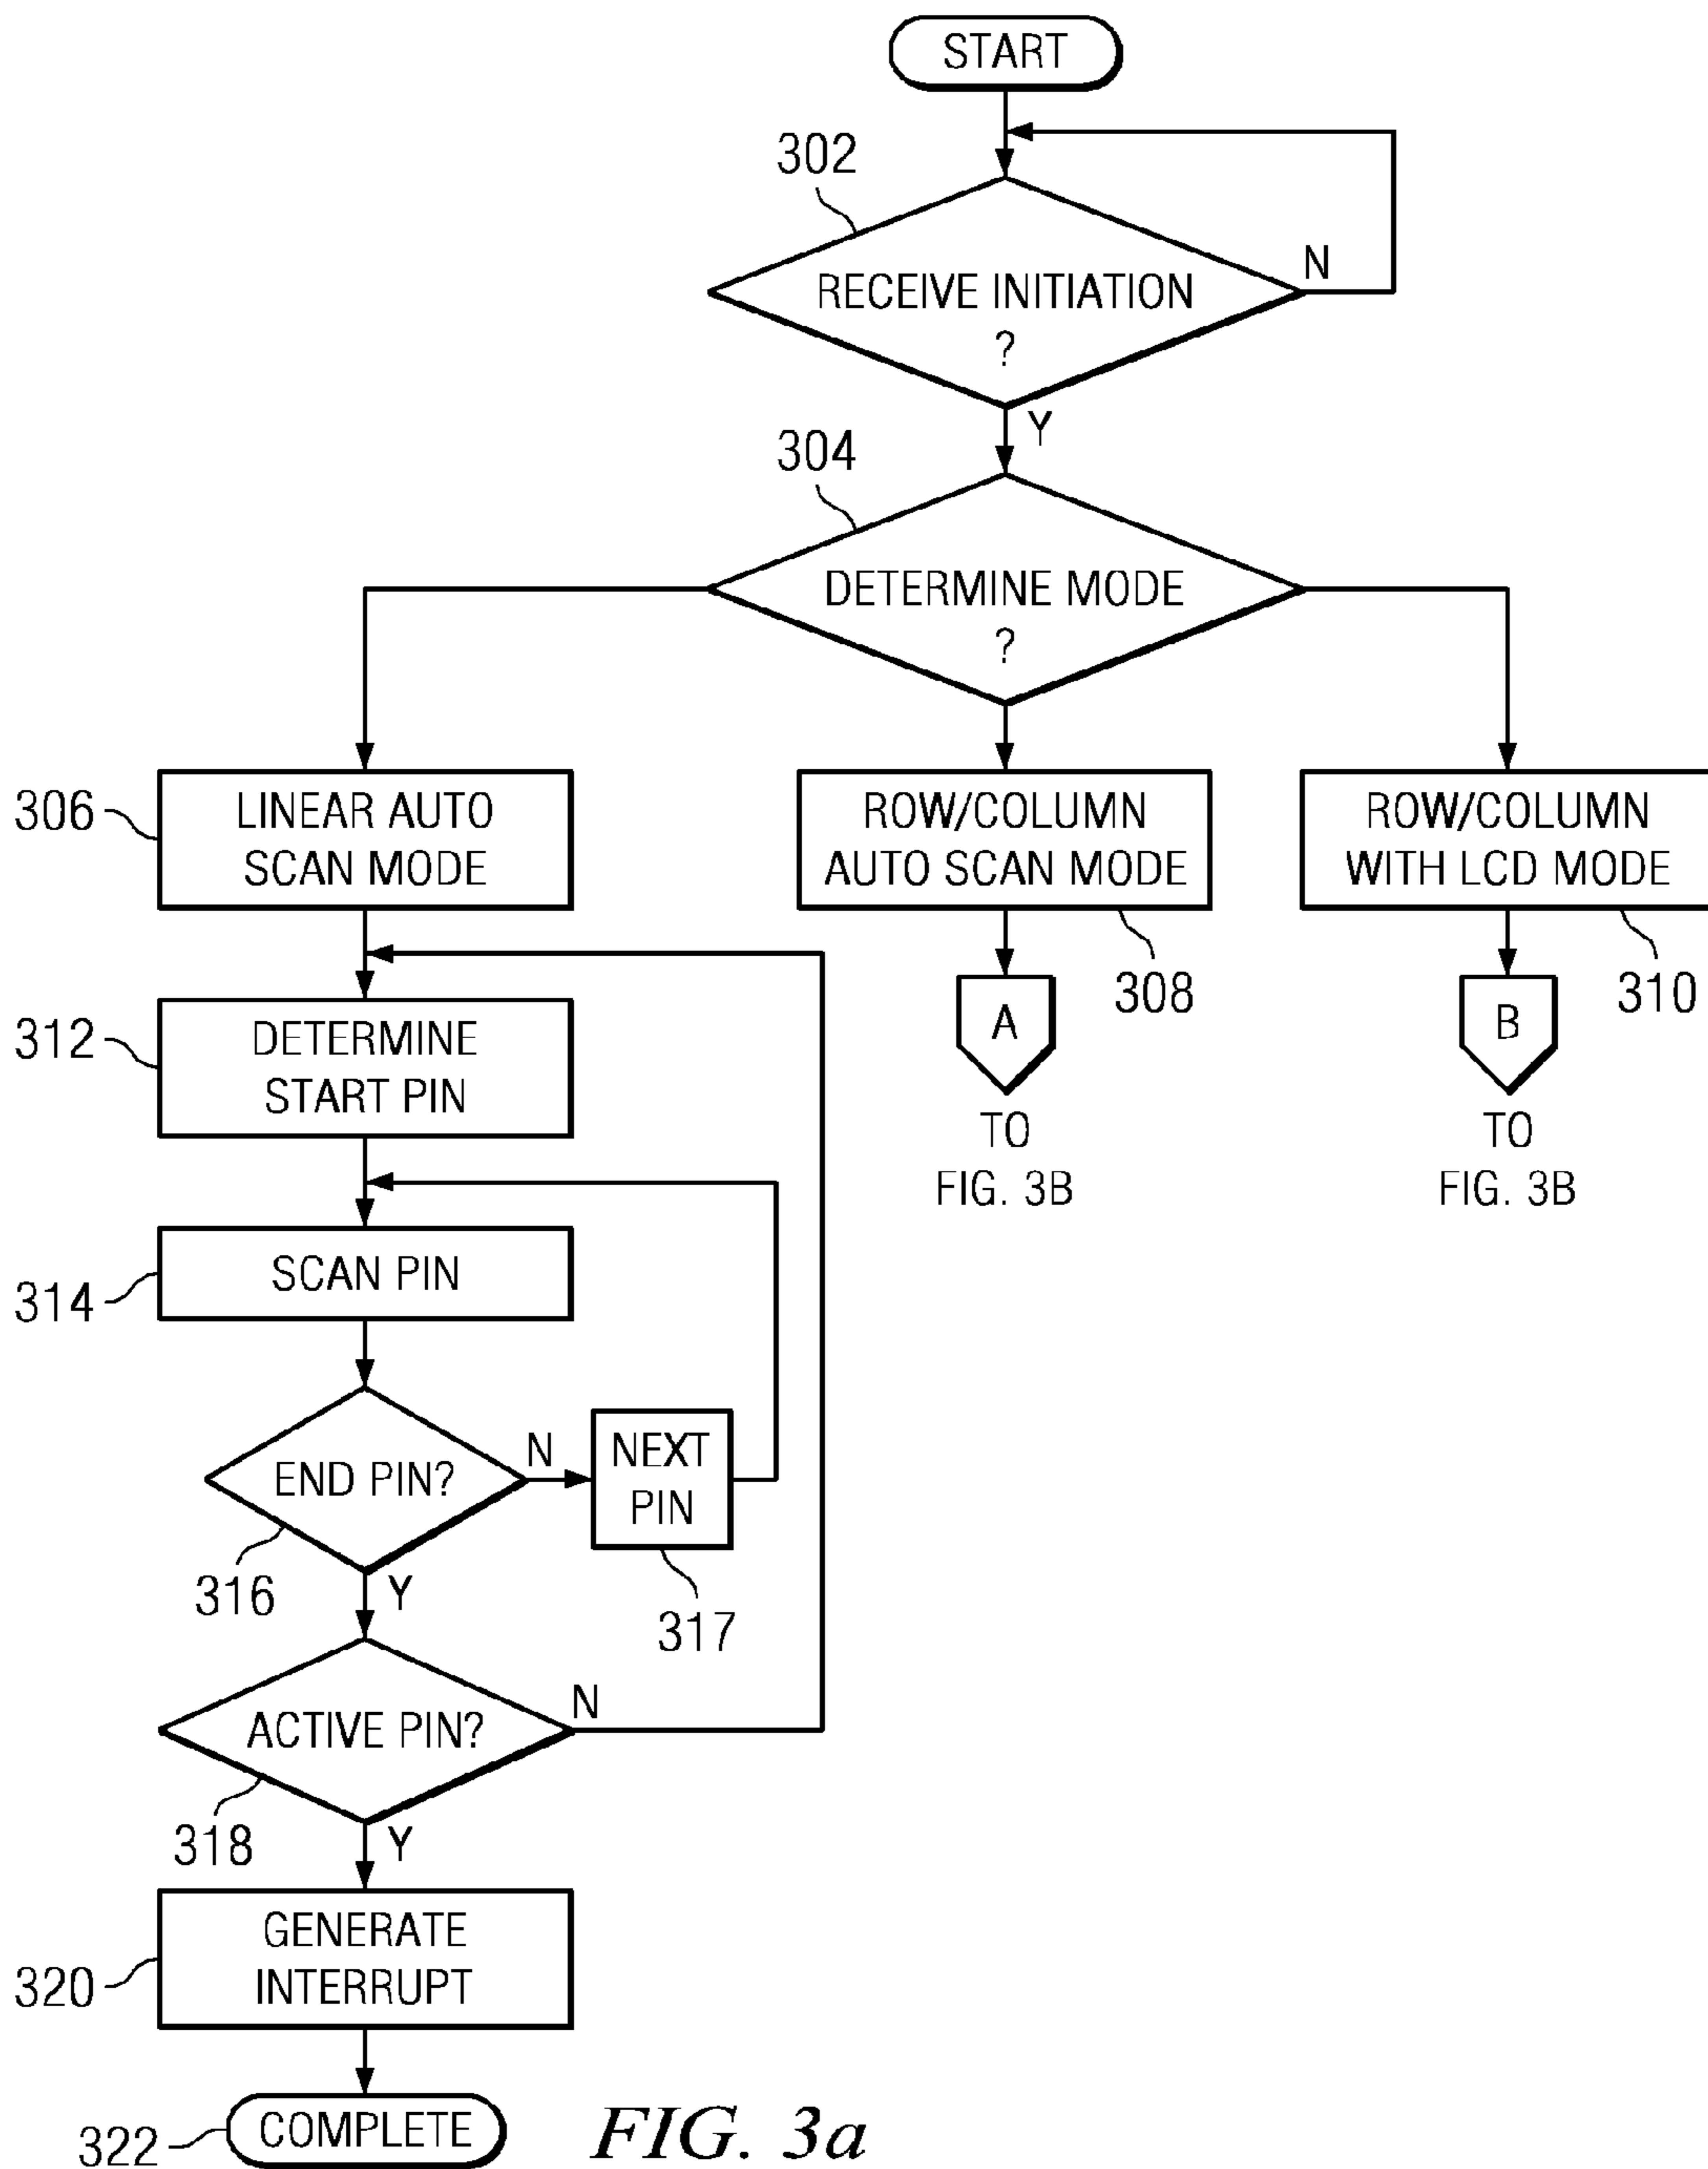 START
302
RECEIVE INITIATION
?
N
Y
304
DETERMINE MODE
?
306
LINEAR AUTO
SCAN MODE
ROW/COLUMN
AUTO SCAN MODE
308
ROW/COLUMN
WITH LCD MODE
310
A
TO
FIG. 3B
B
TO
FIG. 3B
312
DETERMINE
START PIN
314
SCAN PIN
END PIN?
316
N
NEXT
PIN
317
Y
ACTIVE PIN?
318
N
Y
320
GENERATE
INTERRUPT
322
COMPLETE
FIG. 3a